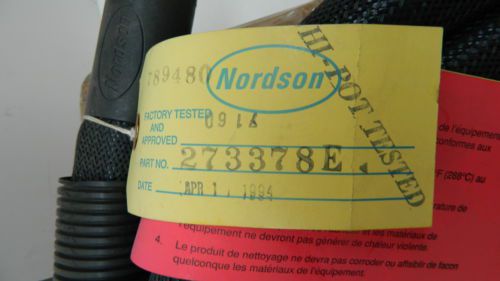 Nordson
789480
Nordson
HI-POT TESTED
FACTORY TESTED
AND
APPROVED
PART NO. 273378E
DATE APR 1 1994
de l'équipement
conformes aux
°F (288°C) au
température de
l'équipement ne devront pas générer de chaleur violente.
et les matériaux de
4. Le produit de nettoyage ne devra pas corroder ou affaiblir de façon
quelconque les matériaux de l'équipement.